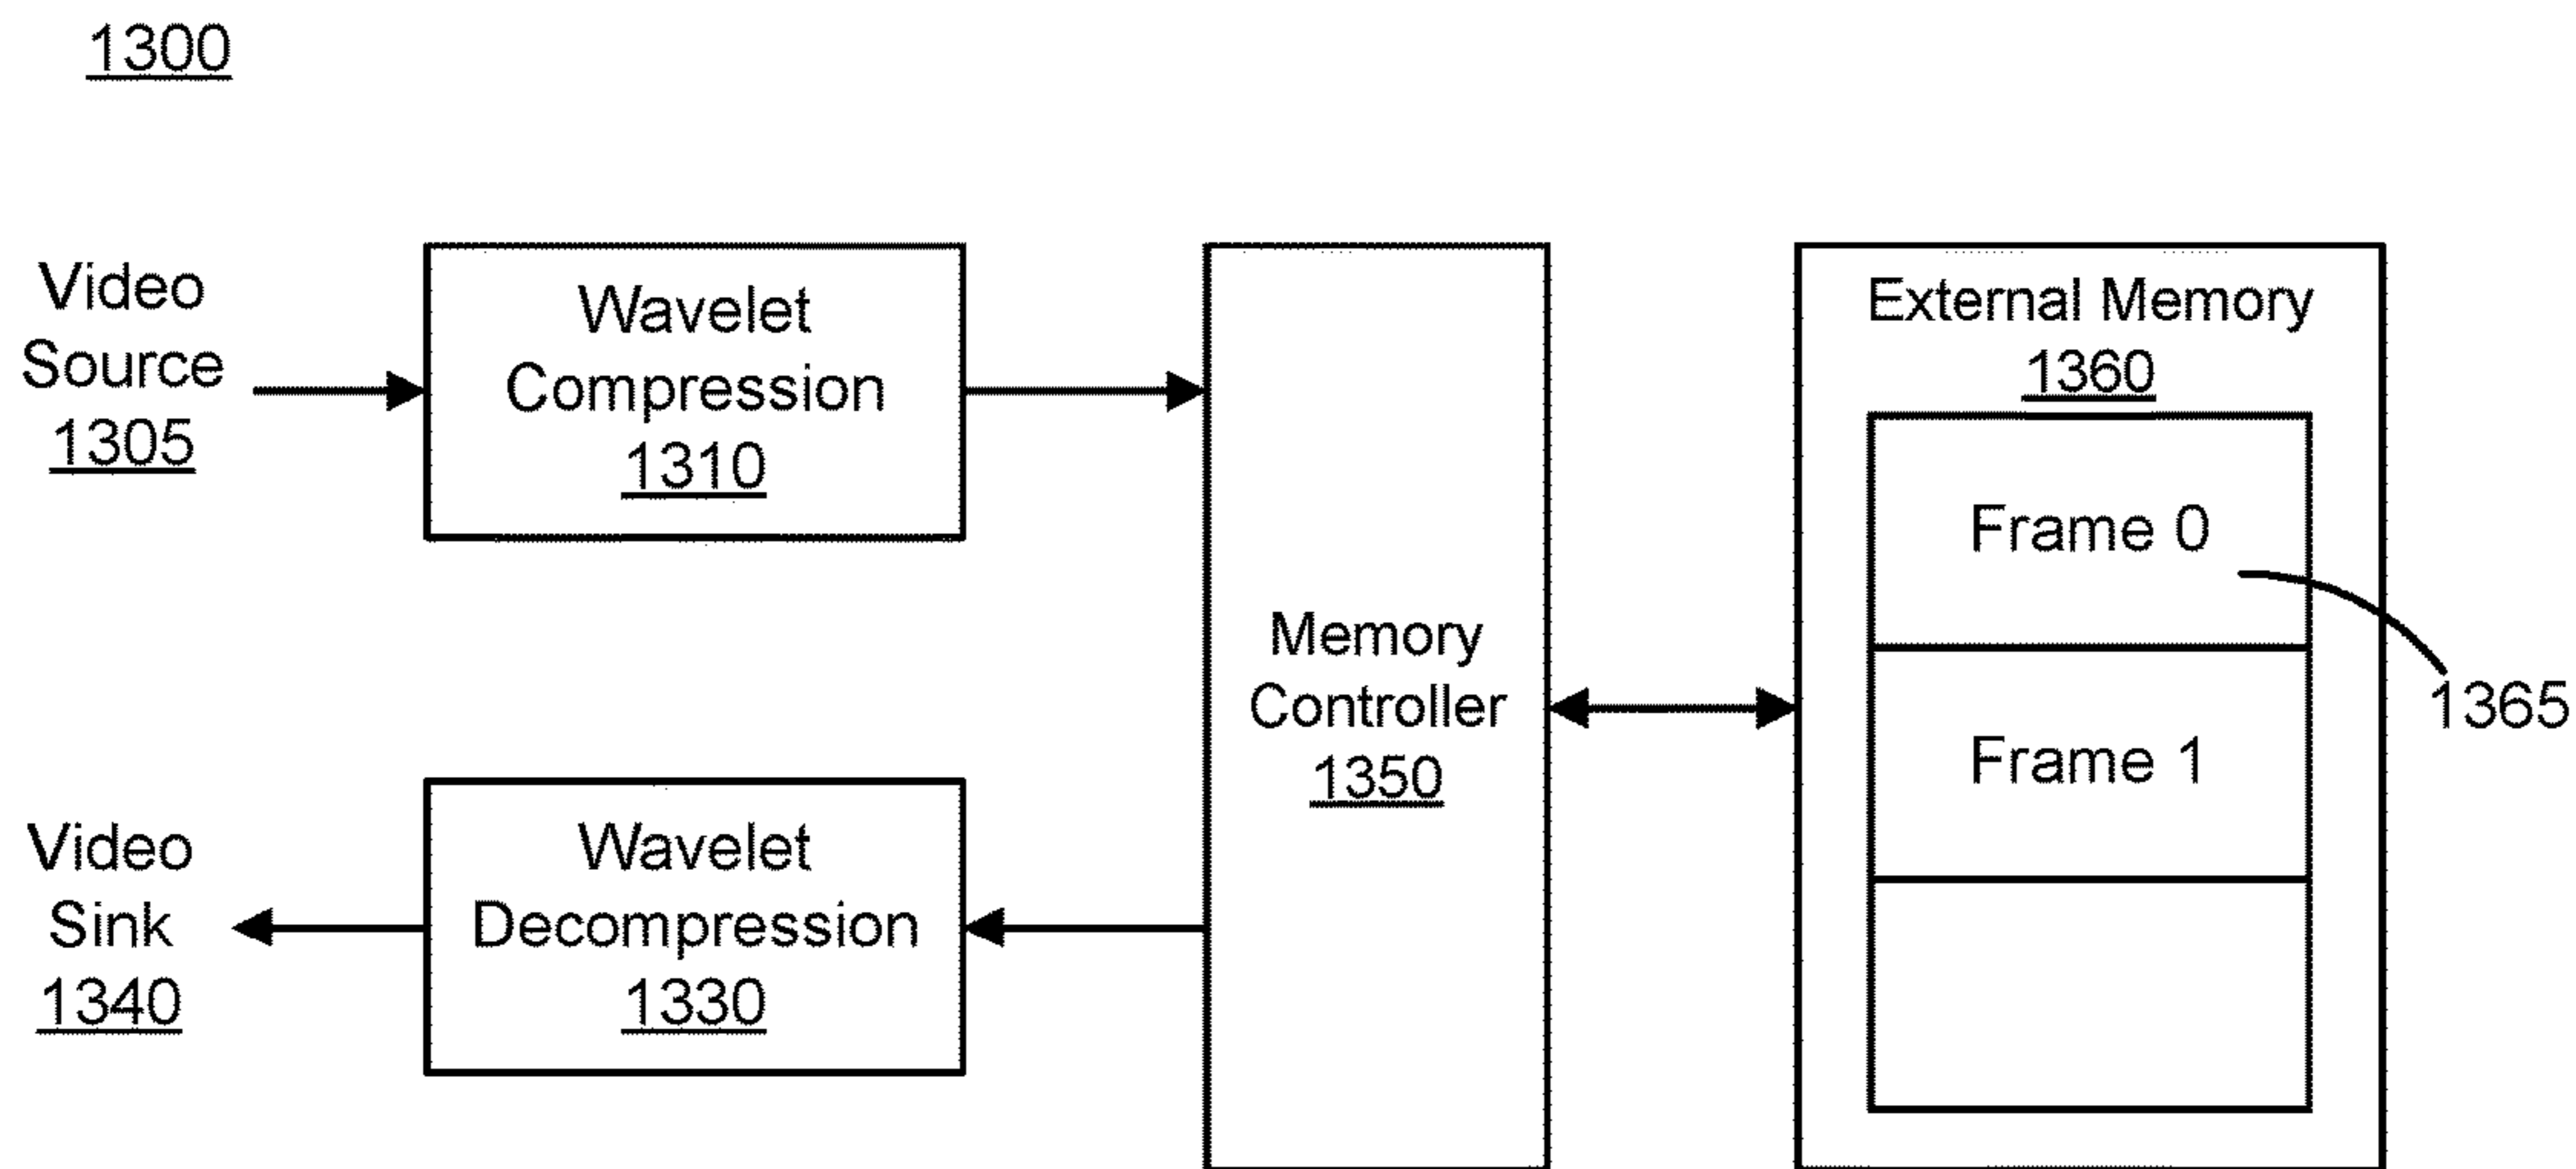 1300
Video
Source
1305
Wavelet
Compression
1310
Video
Sink
1340
Wavelet
Decompression
1330
Memory
Controller
1350
External Memory
1360
Frame 0
Frame 1
1365